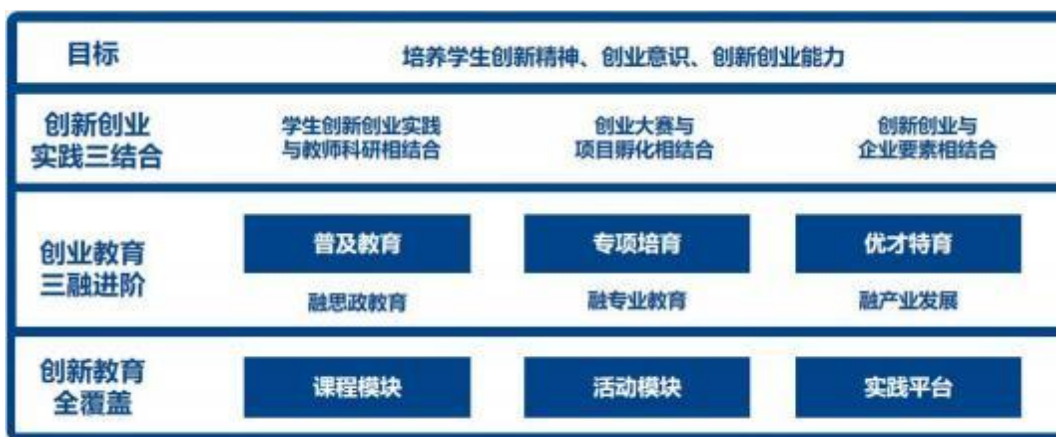 目标
培养学生创新精神、创业意识、创新创业能力
创新创业
实践三结合
学生创新创业实践
与教师科研相结合
创业大赛与
项目孵化相结合
创新创业与
企业要素相结合
创业教育
三融进阶
普及教育
专项培育
优才特育
融思政教育
融专业教育
融产业发展
创新教育
全覆盖
课程模块
活动模块
实践平台